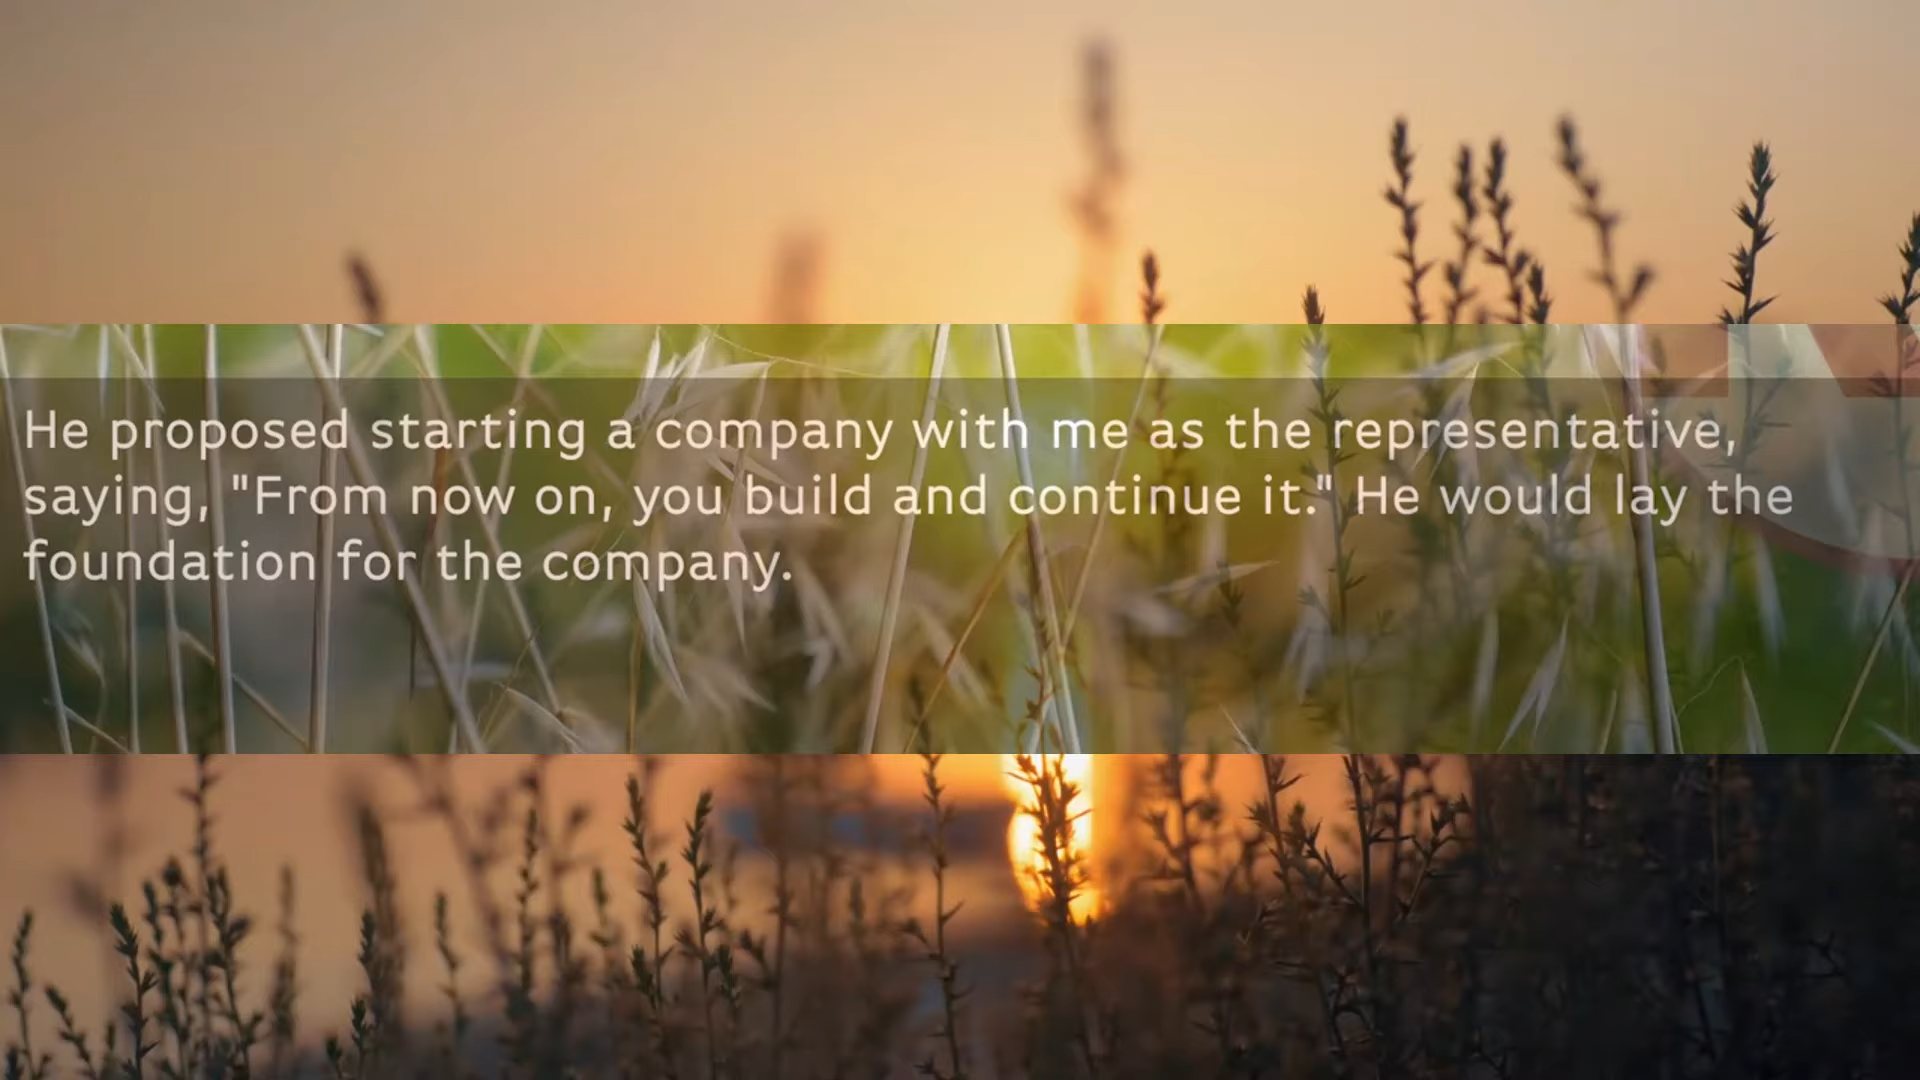 He proposed starting a company with me as the representative,
saying, "From now on, you build and continue it." He would lay the
foundation for the company.